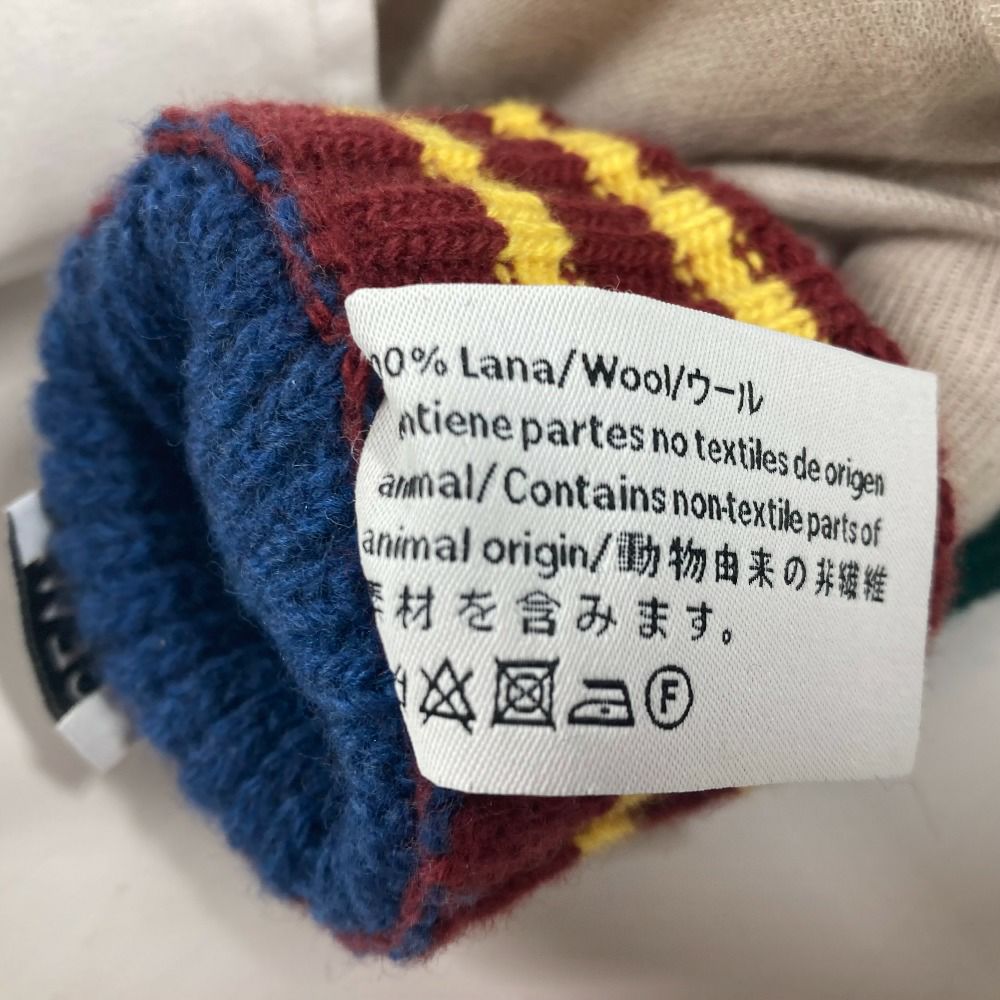 00% Lana/Wool/ウール
ntiene partes no textiles de origen
animal/Contains non-textile parts of
animal origin/動物由来の非繊維
素材を含みます。
F